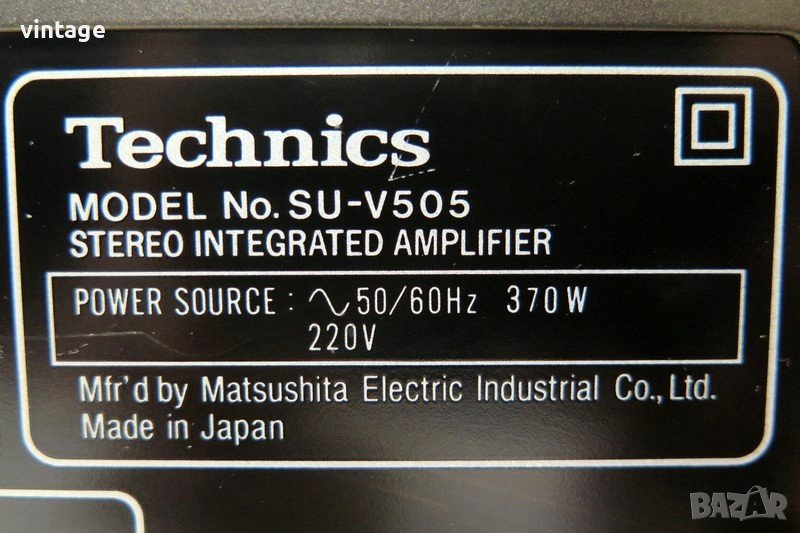 vintage
Technics
MODEL No. SU-V505
STEREO INTEGRATED AMPLIFIER
POWER SOURCE : ∿ 50/60Hz 370W
220V
Mfr'd by Matsushita Electric Industrial Co., Ltd.
Made in Japan
BAZAR